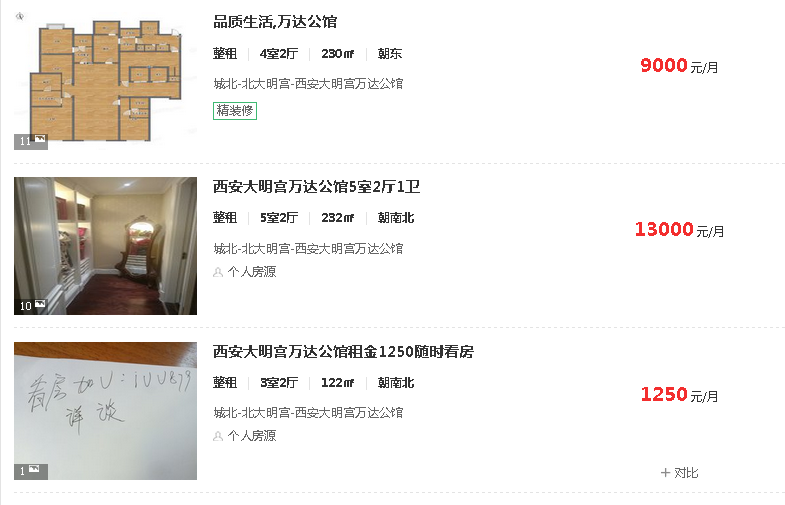 品质生活,万达公馆
整租 4室2厅 230㎡ 朝东
9000元/月
城北-北大明宫-西安大明宫万达公馆
精装修
11
西安大明宫万达公馆5室2厅1卫
整租 5室2厅 232㎡ 朝南北
13000元/月
城北-北大明宫-西安大明宫万达公馆
个人房源
10
西安大明宫万达公馆租金1250随时看房
整租 3室2厅 122㎡ 朝南北
看房加U:iUU879
详谈
1250元/月
城北-北大明宫-西安大明宫万达公馆
个人房源
1
+ 对比